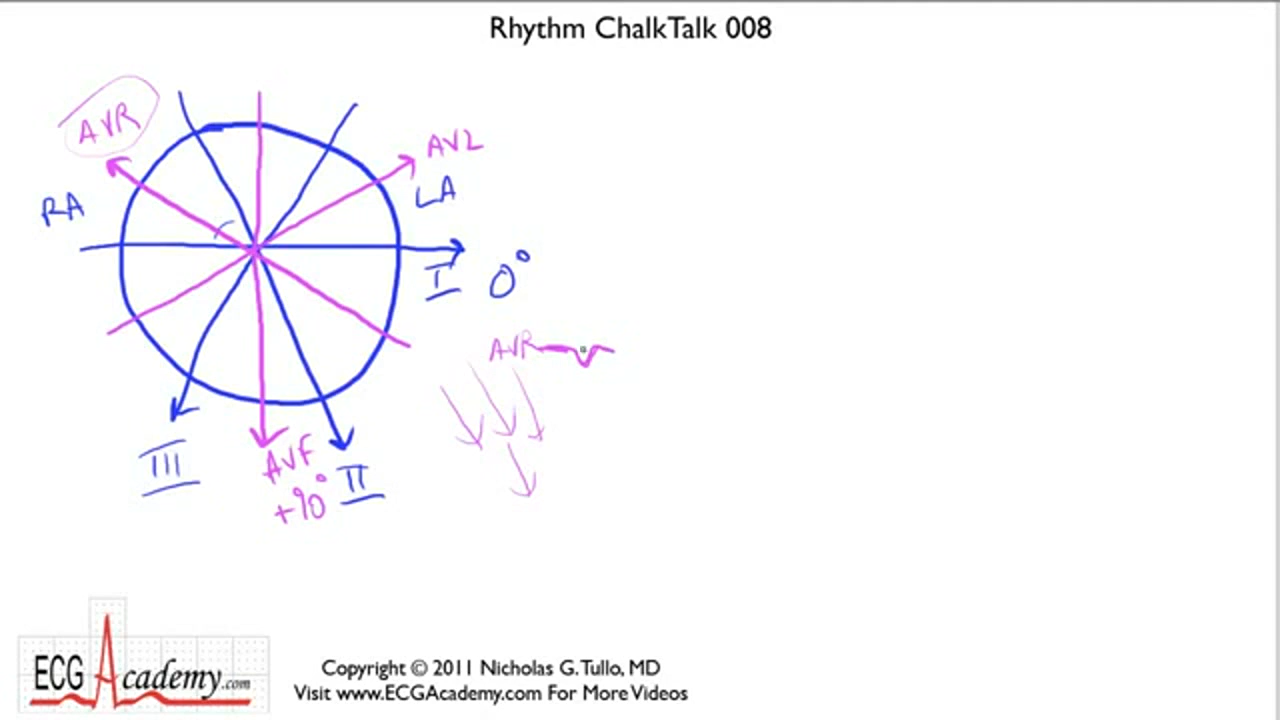 Rhythm ChalkTalk 008
AVR
AVL
RA
LA
I
0°
AVR
III
AVF
+90°
II
ECG Academy.com
Copyright © 2011 Nicholas G. Tullo, MD
Visit www.ECGAcademy.com For More Videos